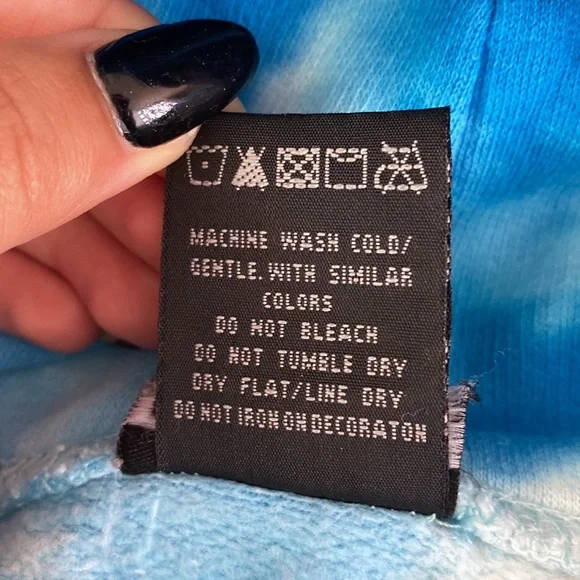 MACHINE WASH COLD/
GENTLE, WITH SIMILAR
COLORS
DO NOT BLEACH
DO NOT TUMBLE DRY
DRY FLAT/LINE DRY
DO NOT IRON ON DECORATON